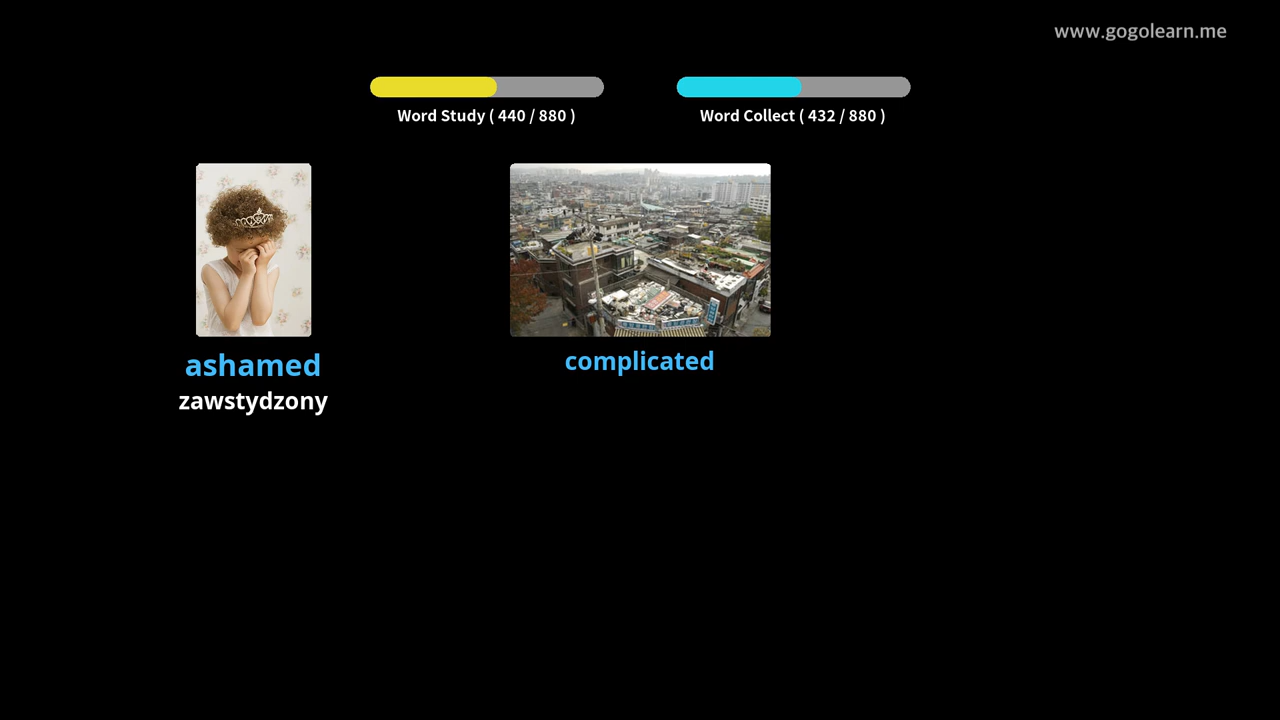 www.gogolearn.me
Word Study ( 440 / 880 )
Word Collect ( 432 / 880 )
ashamed
zawstydzony
complicated